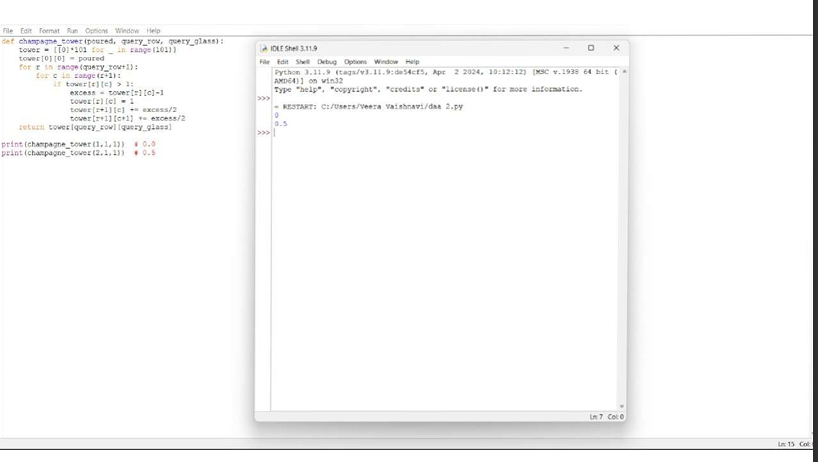 File Edit Format Run Options Window Help
def champagne_tower(poured, query_row, query_glass):
    tower = [[0]*101 for _ in range(101)]
    tower[0][0] = poured
    for r in range(query_row+1):
        for c in range(r+1):
            if tower[r][c] > 1:
                excess = tower[r][c]-1
                tower[r][c] = 1
                tower[r+1][c] += excess/2
                tower[r+1][c+1] += excess/2
    return tower[query_row][query_glass]
print(champagne_tower(1,1,1))  # 0.0
print(champagne_tower(2,1,1))  # 0.5
IDLE Shell 3.11.9
File Edit Shell Debug Options Window Help
Python 3.11.9 (tags/v3.11.9:de54cf5, Apr  2 2024, 10:12:12) [MSC v.1938 64 bit (
AMD64)] on win32
Type "help", "copyright", "credits" or "license()" for more information.
>>>
= RESTART: C:/Users/Veera Vaishnavi/daa 2.py
0
0.5
>>>
Ln: 7 Col: 0
Ln: 15 Col: